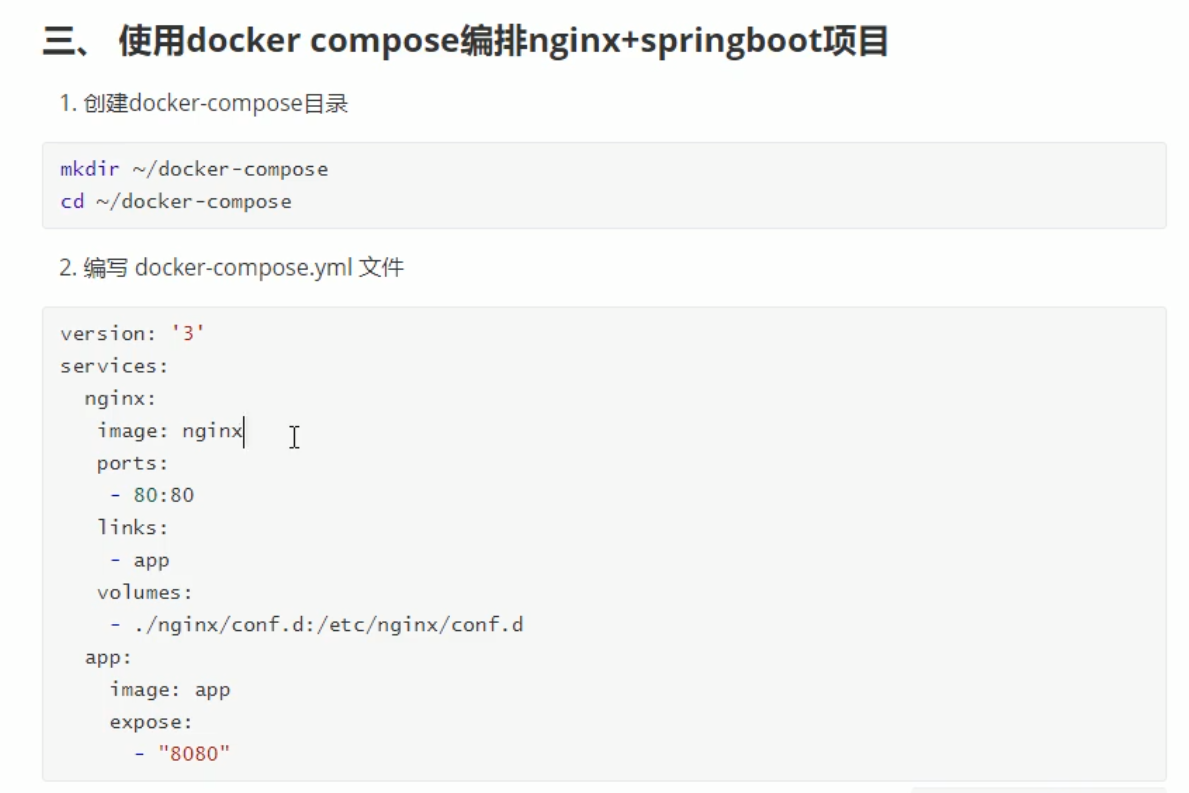 三、 使用docker compose编排nginx+springboot项目
1. 创建docker-compose目录
mkdir ~/docker-compose
cd ~/docker-compose
2. 编写 docker-compose.yml 文件
version: '3'
services:
  nginx:
   image: nginx
   ports:
    - 80:80
   links:
    - app
   volumes:
    - ./nginx/conf.d:/etc/nginx/conf.d
  app:
    image: app
    expose:
      - "8080"